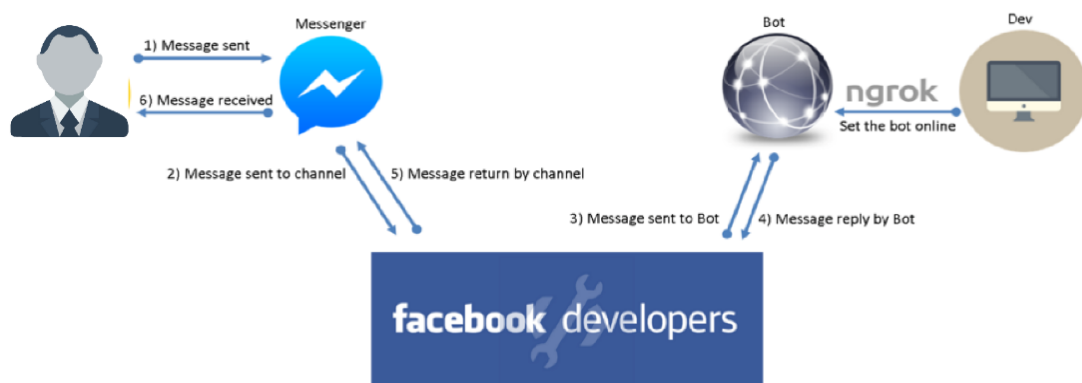 Messenger
Bot
Dev
1) Message sent
6) Message received
ngrok
Set the bot online
2) Message sent to channel
5) Message return by channel
3) Message sent to Bot
4) Message reply by Bot
facebook developers